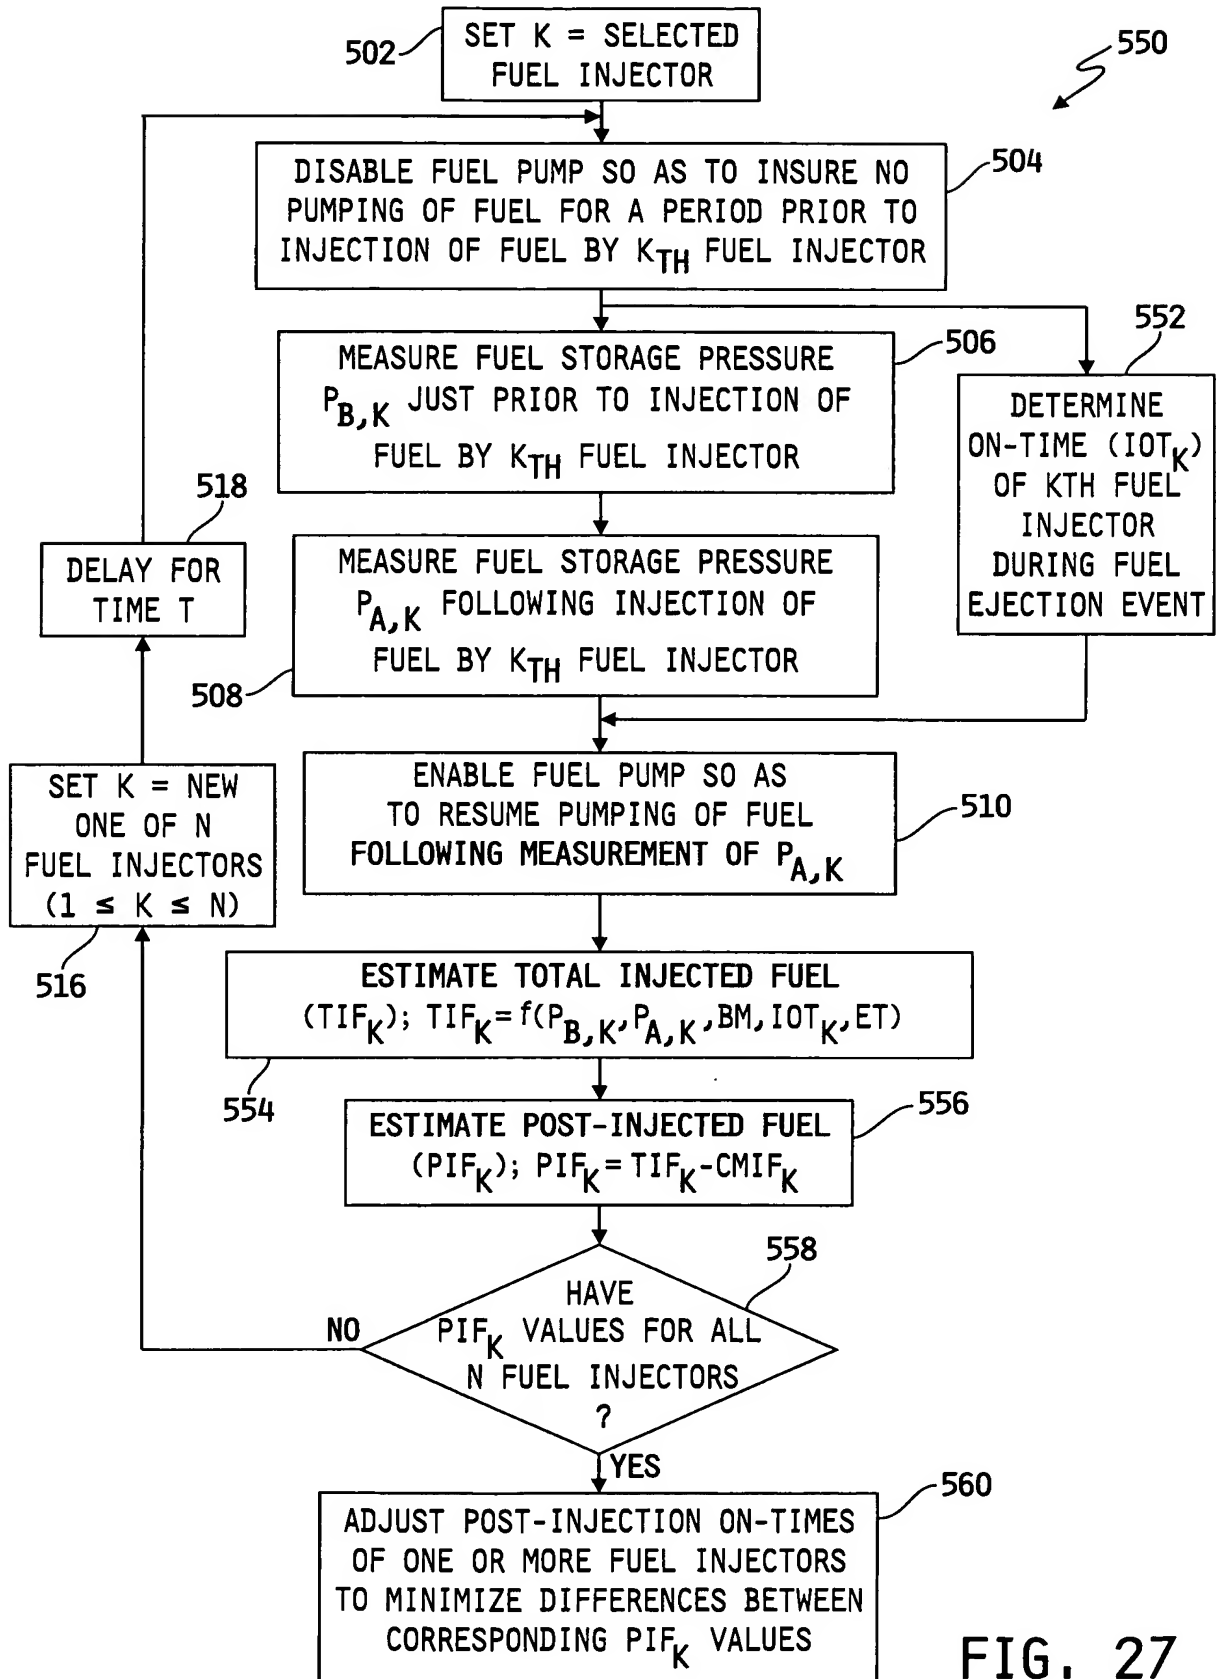 502
SET K = SELECTED
FUEL INJECTOR
550
504
DISABLE FUEL PUMP SO AS TO INSURE NO
PUMPING OF FUEL FOR A PERIOD PRIOR TO
INJECTION OF FUEL BY KTH FUEL INJECTOR
506
MEASURE FUEL STORAGE PRESSURE
PB,K JUST PRIOR TO INJECTION OF
FUEL BY KTH FUEL INJECTOR
552
DETERMINE
ON-TIME (IOTK)
OF KTH FUEL
INJECTOR
DURING FUEL
EJECTION EVENT
518
DELAY FOR
TIME T
508
MEASURE FUEL STORAGE PRESSURE
PA,K FOLLOWING INJECTION OF
FUEL BY KTH FUEL INJECTOR
SET K = NEW
ONE OF N
FUEL INJECTORS
(1 ≤ K ≤ N)
516
ENABLE FUEL PUMP SO AS
TO RESUME PUMPING OF FUEL
FOLLOWING MEASUREMENT OF PA,K
510
ESTIMATE TOTAL INJECTED FUEL
(TIFK); TIFK=f(PB,K,PA,K,BM,IOTK,ET)
554
556
ESTIMATE POST-INJECTED FUEL
(PIFK); PIFK=TIFK-CMIFK
558
HAVE
PIFK VALUES FOR ALL
N FUEL INJECTORS
?
NO
YES
560
ADJUST POST-INJECTION ON-TIMES
OF ONE OR MORE FUEL INJECTORS
TO MINIMIZE DIFFERENCES BETWEEN
CORRESPONDING PIFK VALUES
FIG. 27